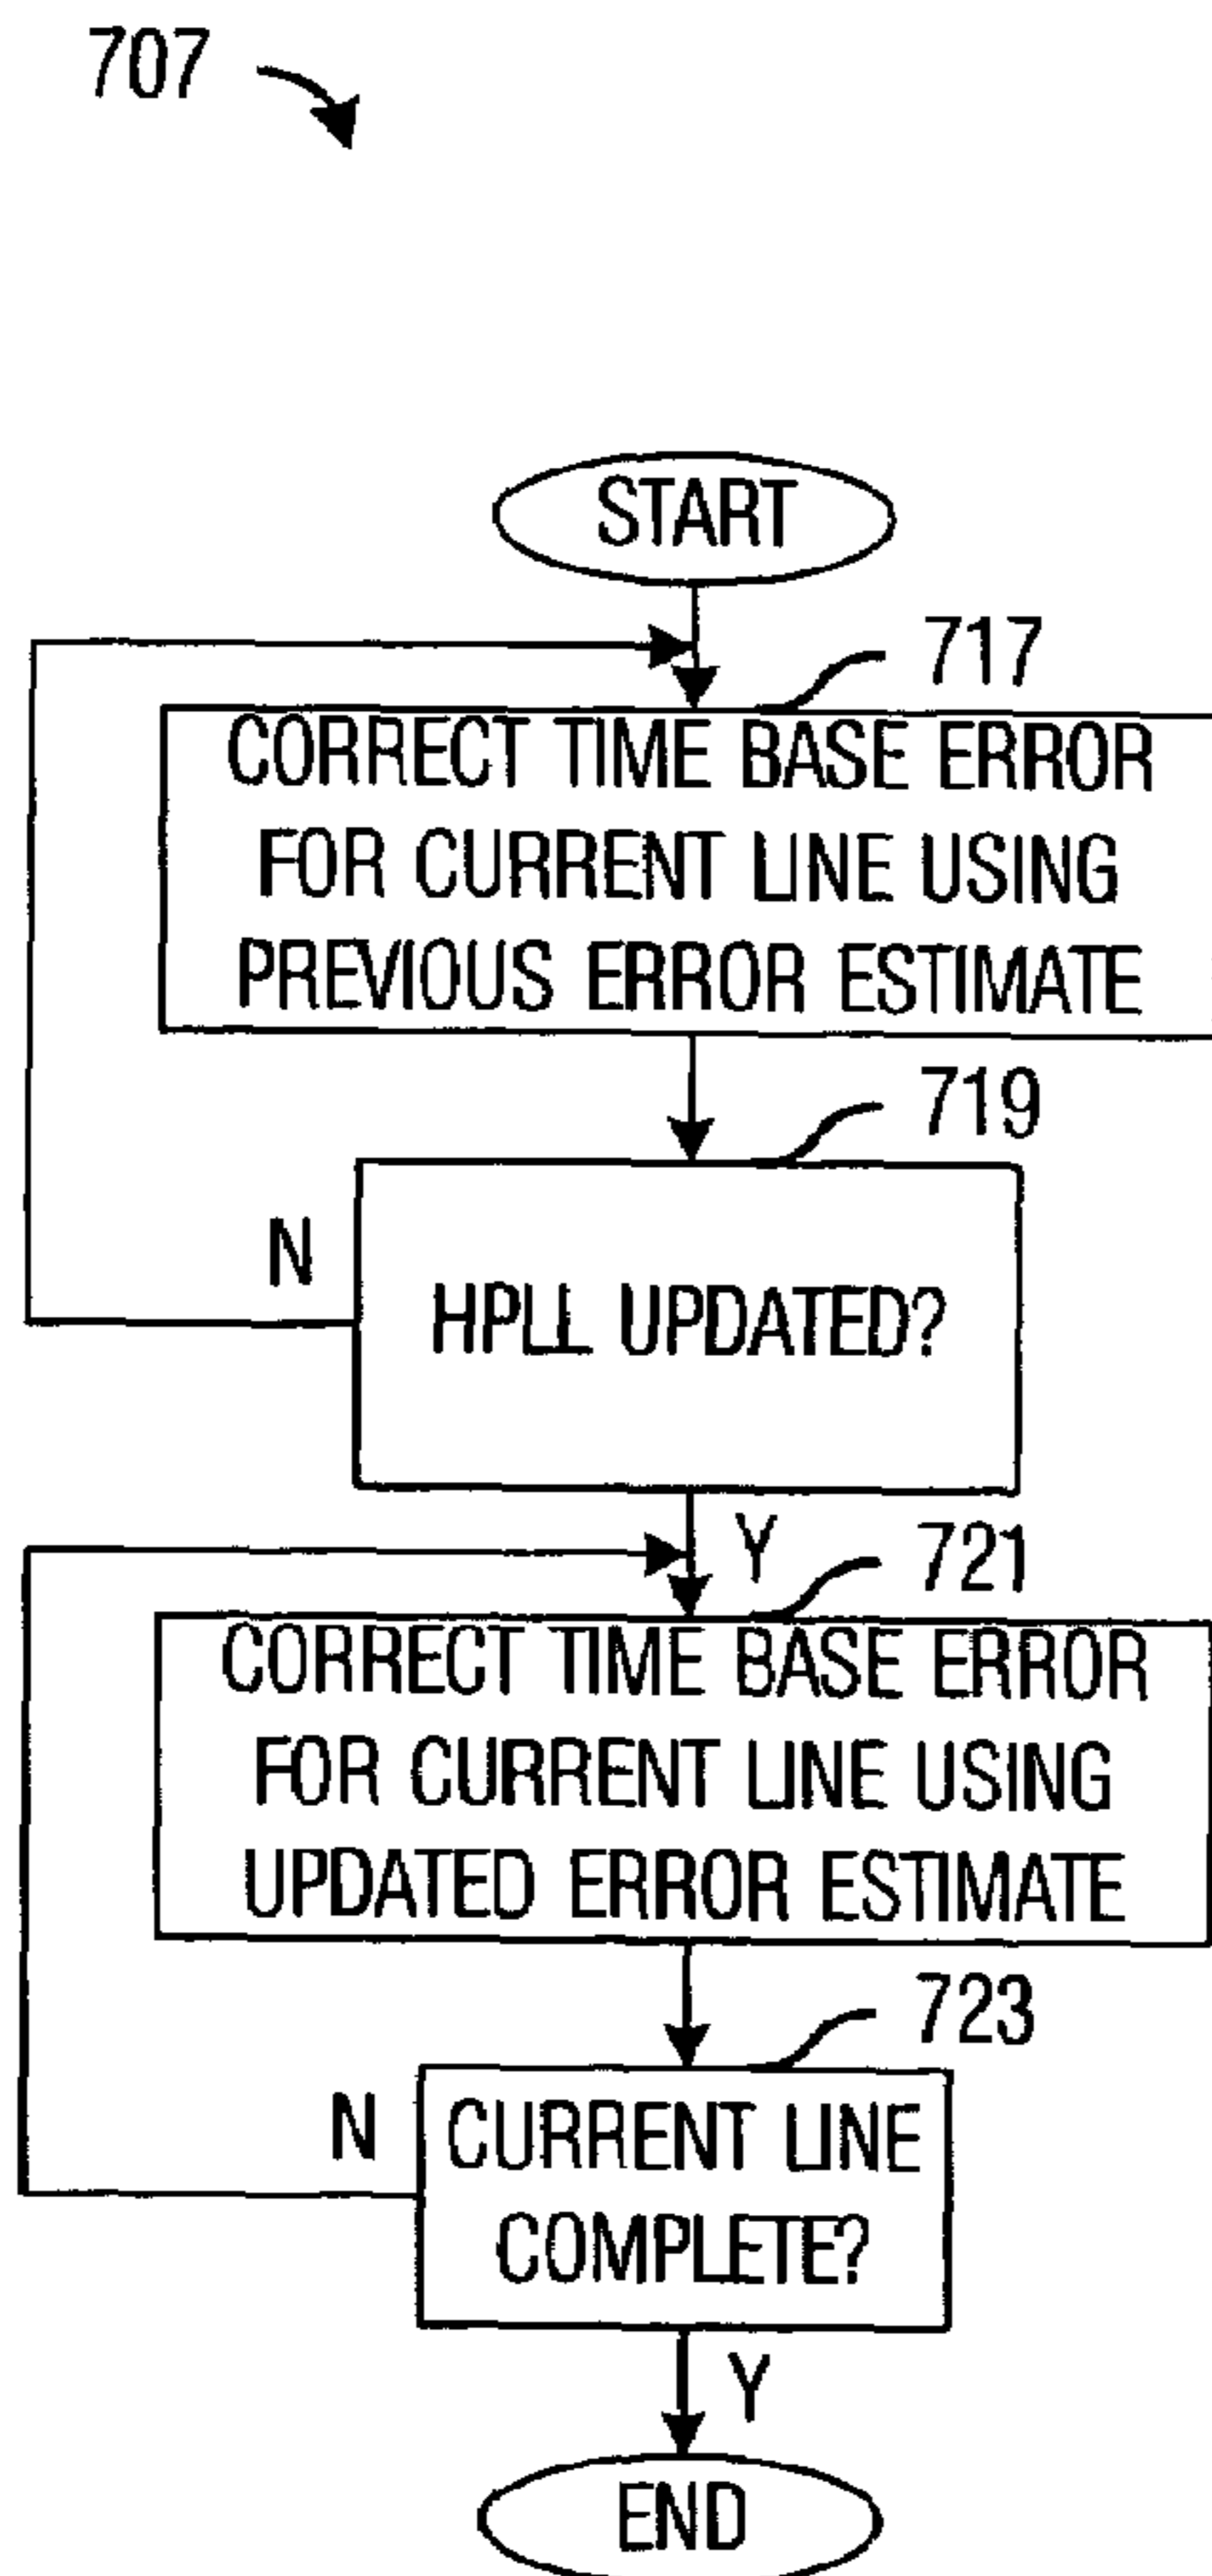 707
START
717
CORRECT TIME BASE ERROR
FOR CURRENT LINE USING
PREVIOUS ERROR ESTIMATE
719
N
HPLL UPDATED?
Y
721
CORRECT TIME BASE ERROR
FOR CURRENT LINE USING
UPDATED ERROR ESTIMATE
723
N
CURRENT LINE
COMPLETE?
Y
END